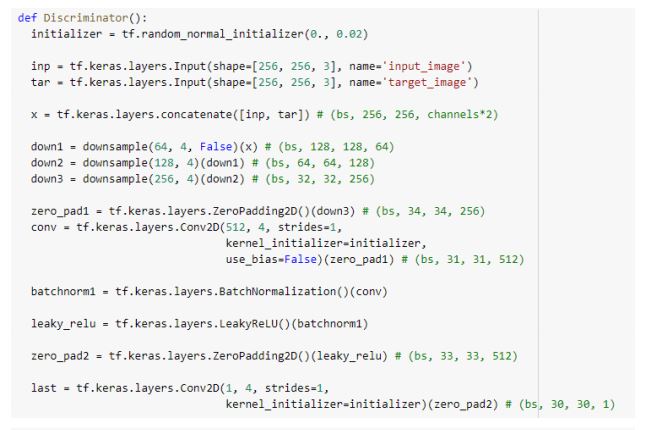 def Discriminator():
  initializer = tf.random_normal_initializer(0., 0.02)
  inp = tf.keras.layers.Input(shape=[256, 256, 3], name='input_image')
  tar = tf.keras.layers.Input(shape=[256, 256, 3], name='target_image')
  x = tf.keras.layers.concatenate([inp, tar]) # (bs, 256, 256, channels*2)
  down1 = downsample(64, 4, False)(x) # (bs, 128, 128, 64)
  down2 = downsample(128, 4)(down1) # (bs, 64, 64, 128)
  down3 = downsample(256, 4)(down2) # (bs, 32, 32, 256)
  zero_pad1 = tf.keras.layers.ZeroPadding2D()(down3) # (bs, 34, 34, 256)
  conv = tf.keras.layers.Conv2D(512, 4, strides=1,
                                kernel_initializer=initializer,
                                use_bias=False)(zero_pad1) # (bs, 31, 31, 512)
  batchnorm1 = tf.keras.layers.BatchNormalization()(conv)
  leaky_relu = tf.keras.layers.LeakyReLU()(batchnorm1)
  zero_pad2 = tf.keras.layers.ZeroPadding2D()(leaky_relu) # (bs, 33, 33, 512)
  last = tf.keras.layers.Conv2D(1, 4, strides=1,
                                kernel_initializer=initializer)(zero_pad2) # (bs, 30, 30, 1)